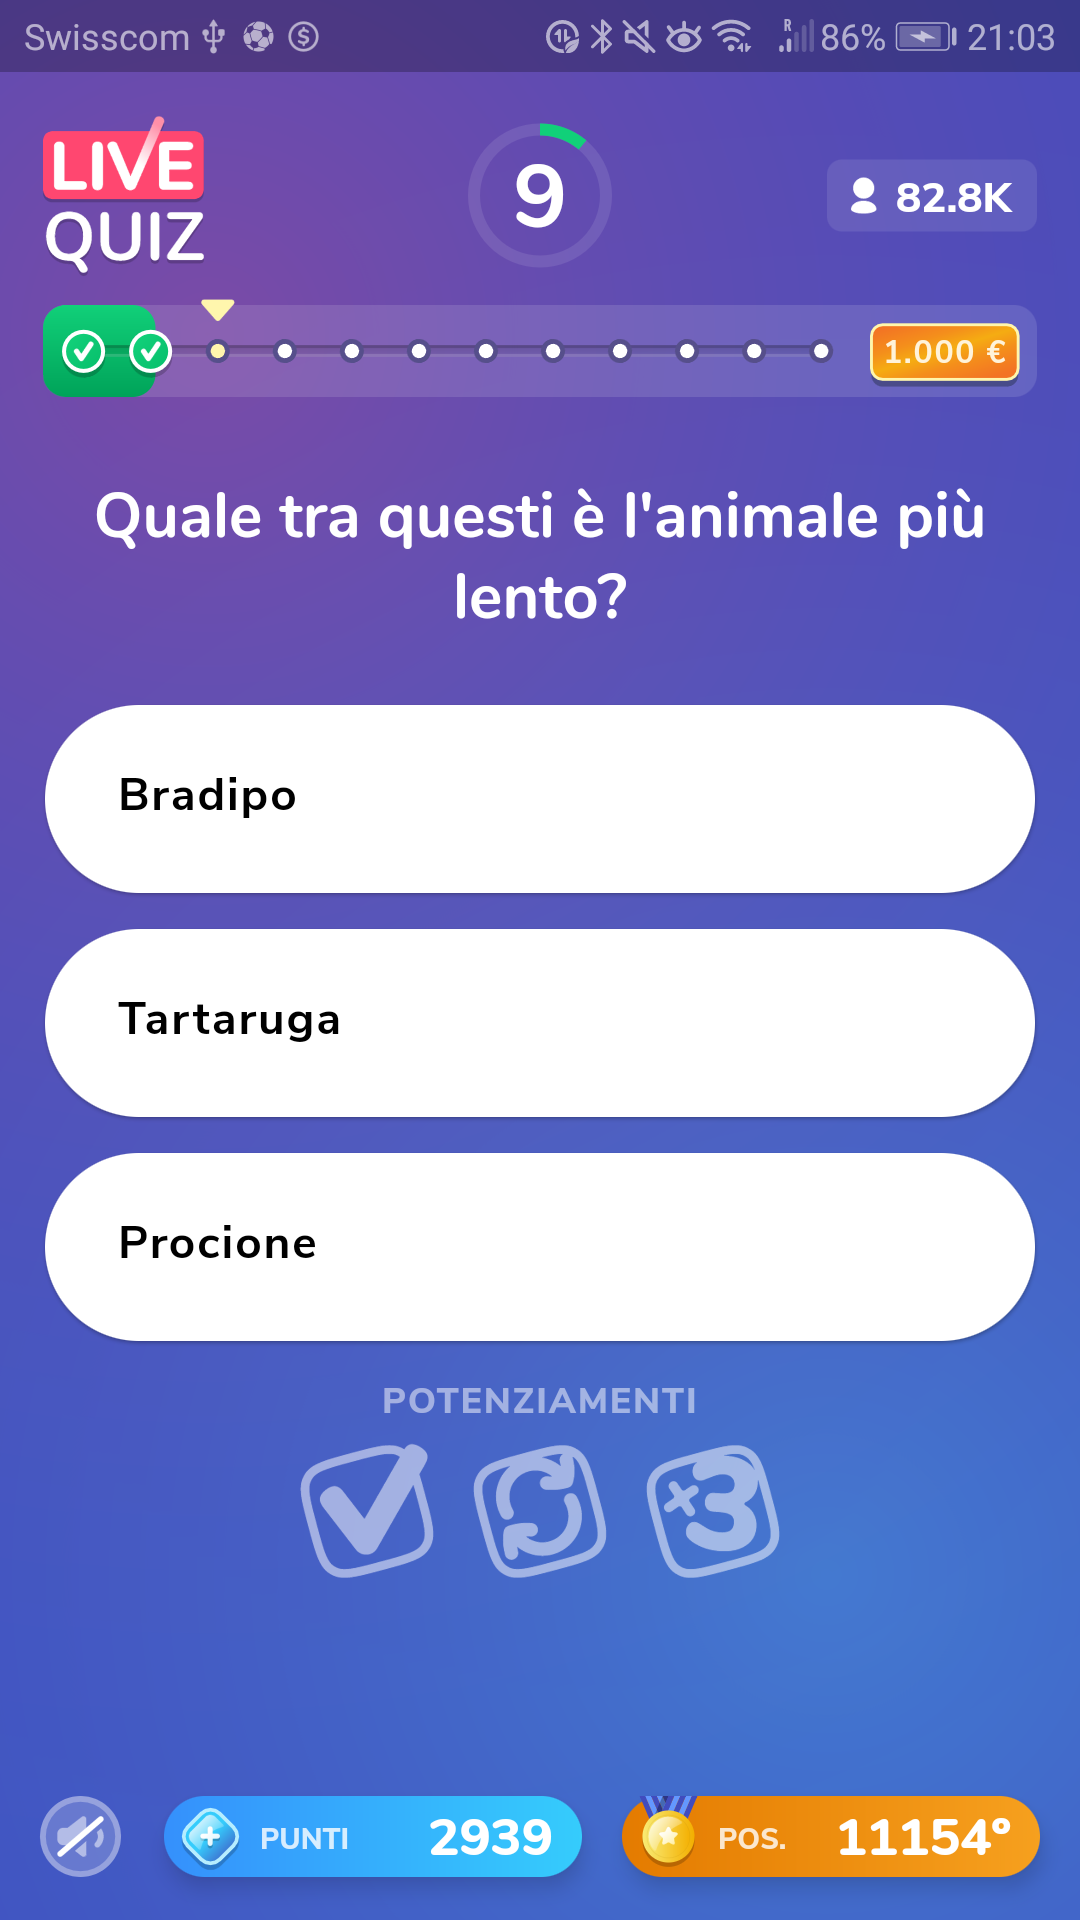 Swisscom 86% 21:03
LIVE
QUIZ
9
82.8K
1.000 €
Quale tra questi è l'animale più
lento?
Bradipo
Tartaruga
Procione
POTENZIAMENTI
×3
PUNTI 2939
POS. 11154°